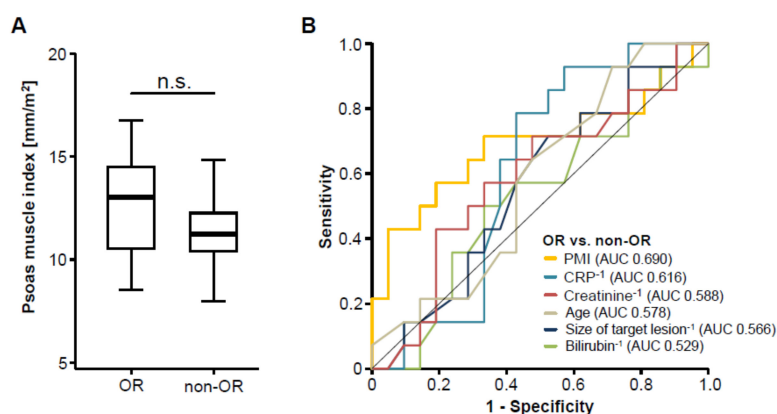 A
Psoas muscle index [mm/m²]
20
15
10
5
n.s.
OR
non-OR
B
Sensitivity
1.0
0.8
0.6
0.4
0.2
0
OR vs. non-OR
PMI (AUC 0.690)
CRP⁻¹ (AUC 0.616)
Creatinine⁻¹ (AUC 0.588)
Age (AUC 0.578)
Size of target lesion⁻¹ (AUC 0.566)
Bilirubin⁻¹ (AUC 0.529)
0
0.2
0.4
0.6
0.8
1.0
1 - Specificity